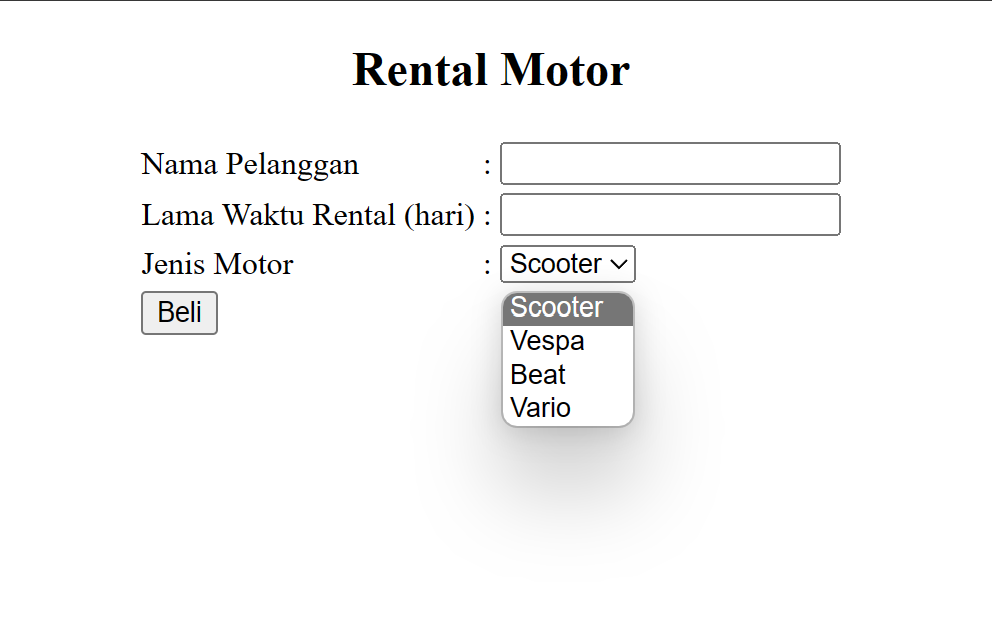 Rental Motor
Nama Pelanggan :
Lama Waktu Rental (hari) :
Jenis Motor : Scooter
Beli
Scooter
Vespa
Beat
Vario